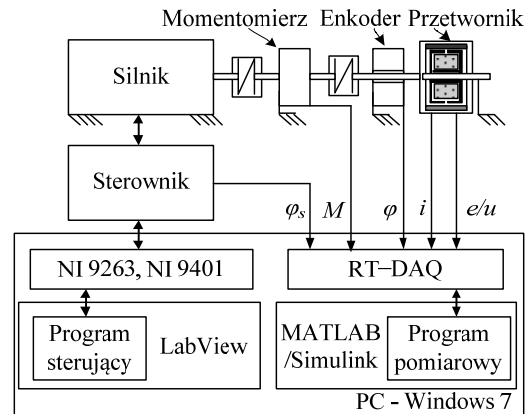 Momentomierz
Enkoder Przetwornik
Silnik
Sterownik
φs M φ i e/u
NI 9263, NI 9401
RT–DAQ
Program
sterujący
LabView
MATLAB
/Simulink
Program
pomiarowy
PC - Windows 7